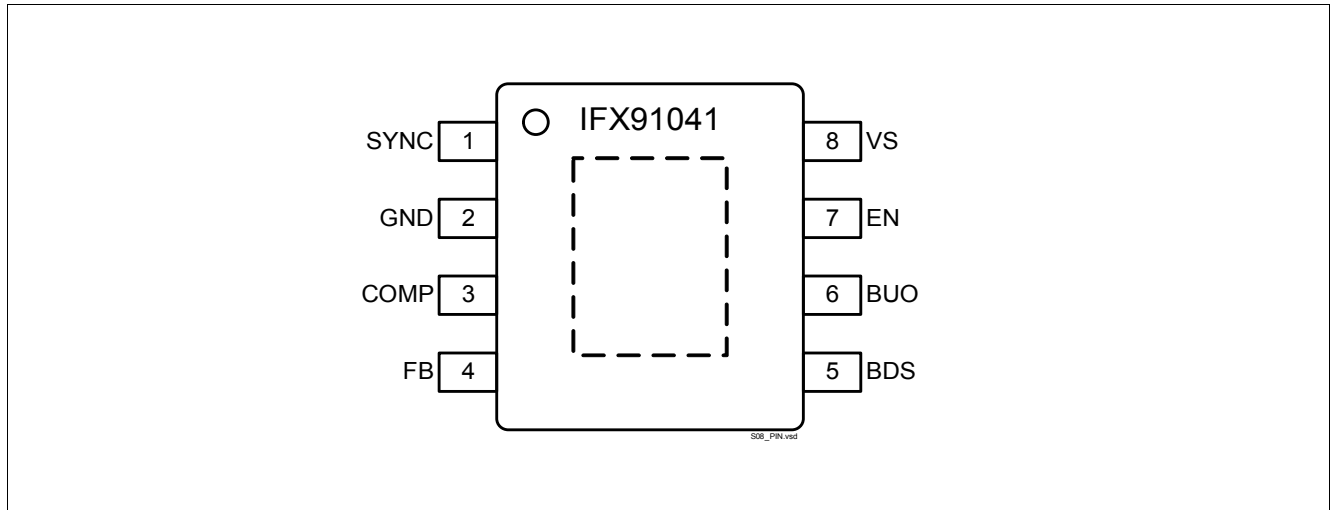 IFX91041
SYNC 1
GND 2
COMP 3
FB 4
8 VS
7 EN
6 BUO
5 BDS
S08_PIN.vsd